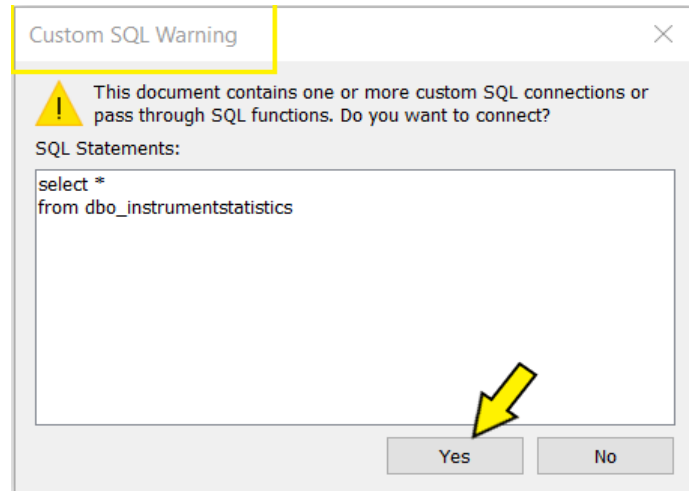 Custom SQL Warning
This document contains one or more custom SQL connections or
pass through SQL functions. Do you want to connect?
SQL Statements:
select *
from dbo_instrumentstatistics
Yes No